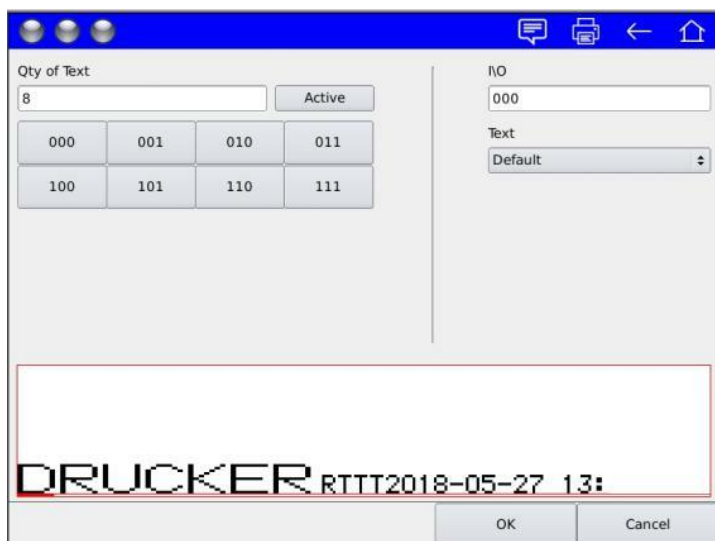 Qty of Text
8
Active
000 001 010 011
100 101 110 111
I\O
000
Text
Default
DRUCKER RTTT2018-05-27 13:
OK Cancel